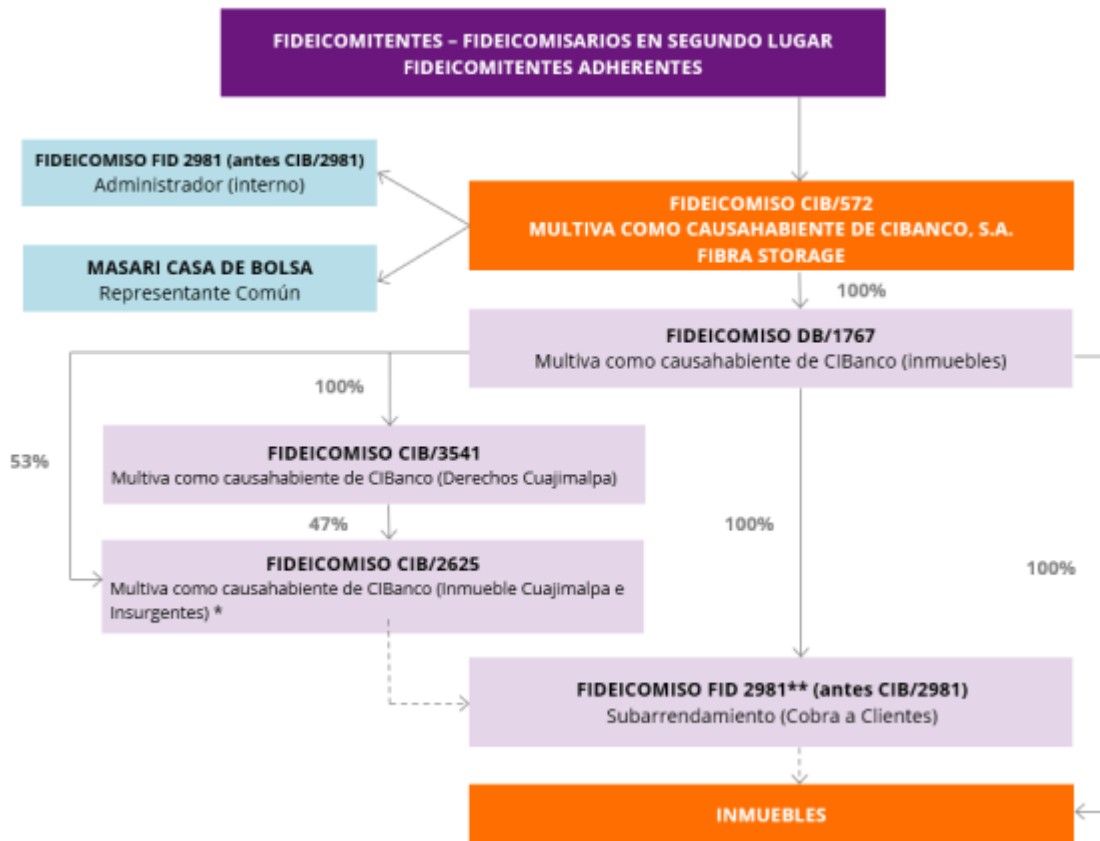 FIDEICOMITENTES – FIDEICOMISARIOS EN SEGUNDO LUGAR
FIDEICOMITENTES ADHERENTES
FIDEICOMISO FID 2981 (antes CIB/2981)
Administrador (interno)
FIDEICOMISO CIB/572
MULTIVA COMO CAUSAHABIENTE DE CIBANCO, S.A.
FIBRA STORAGE
MASARI CASA DE BOLSA
Representante Común
100%
FIDEICOMISO DB/1767
Multiva como causahabiente de CIBanco (inmuebles)
100%
53%
FIDEICOMISO CIB/3541
Multiva como causahabiente de CIBanco (Derechos Cuajimalpa)
47%
100%
FIDEICOMISO CIB/2625
Multiva como causahabiente de CIBanco (Inmueble Cuajimalpa e
Insurgentes) *
100%
FIDEICOMISO FID 2981** (antes CIB/2981)
Subarrendamiento (Cobra a Clientes)
INMUEBLES